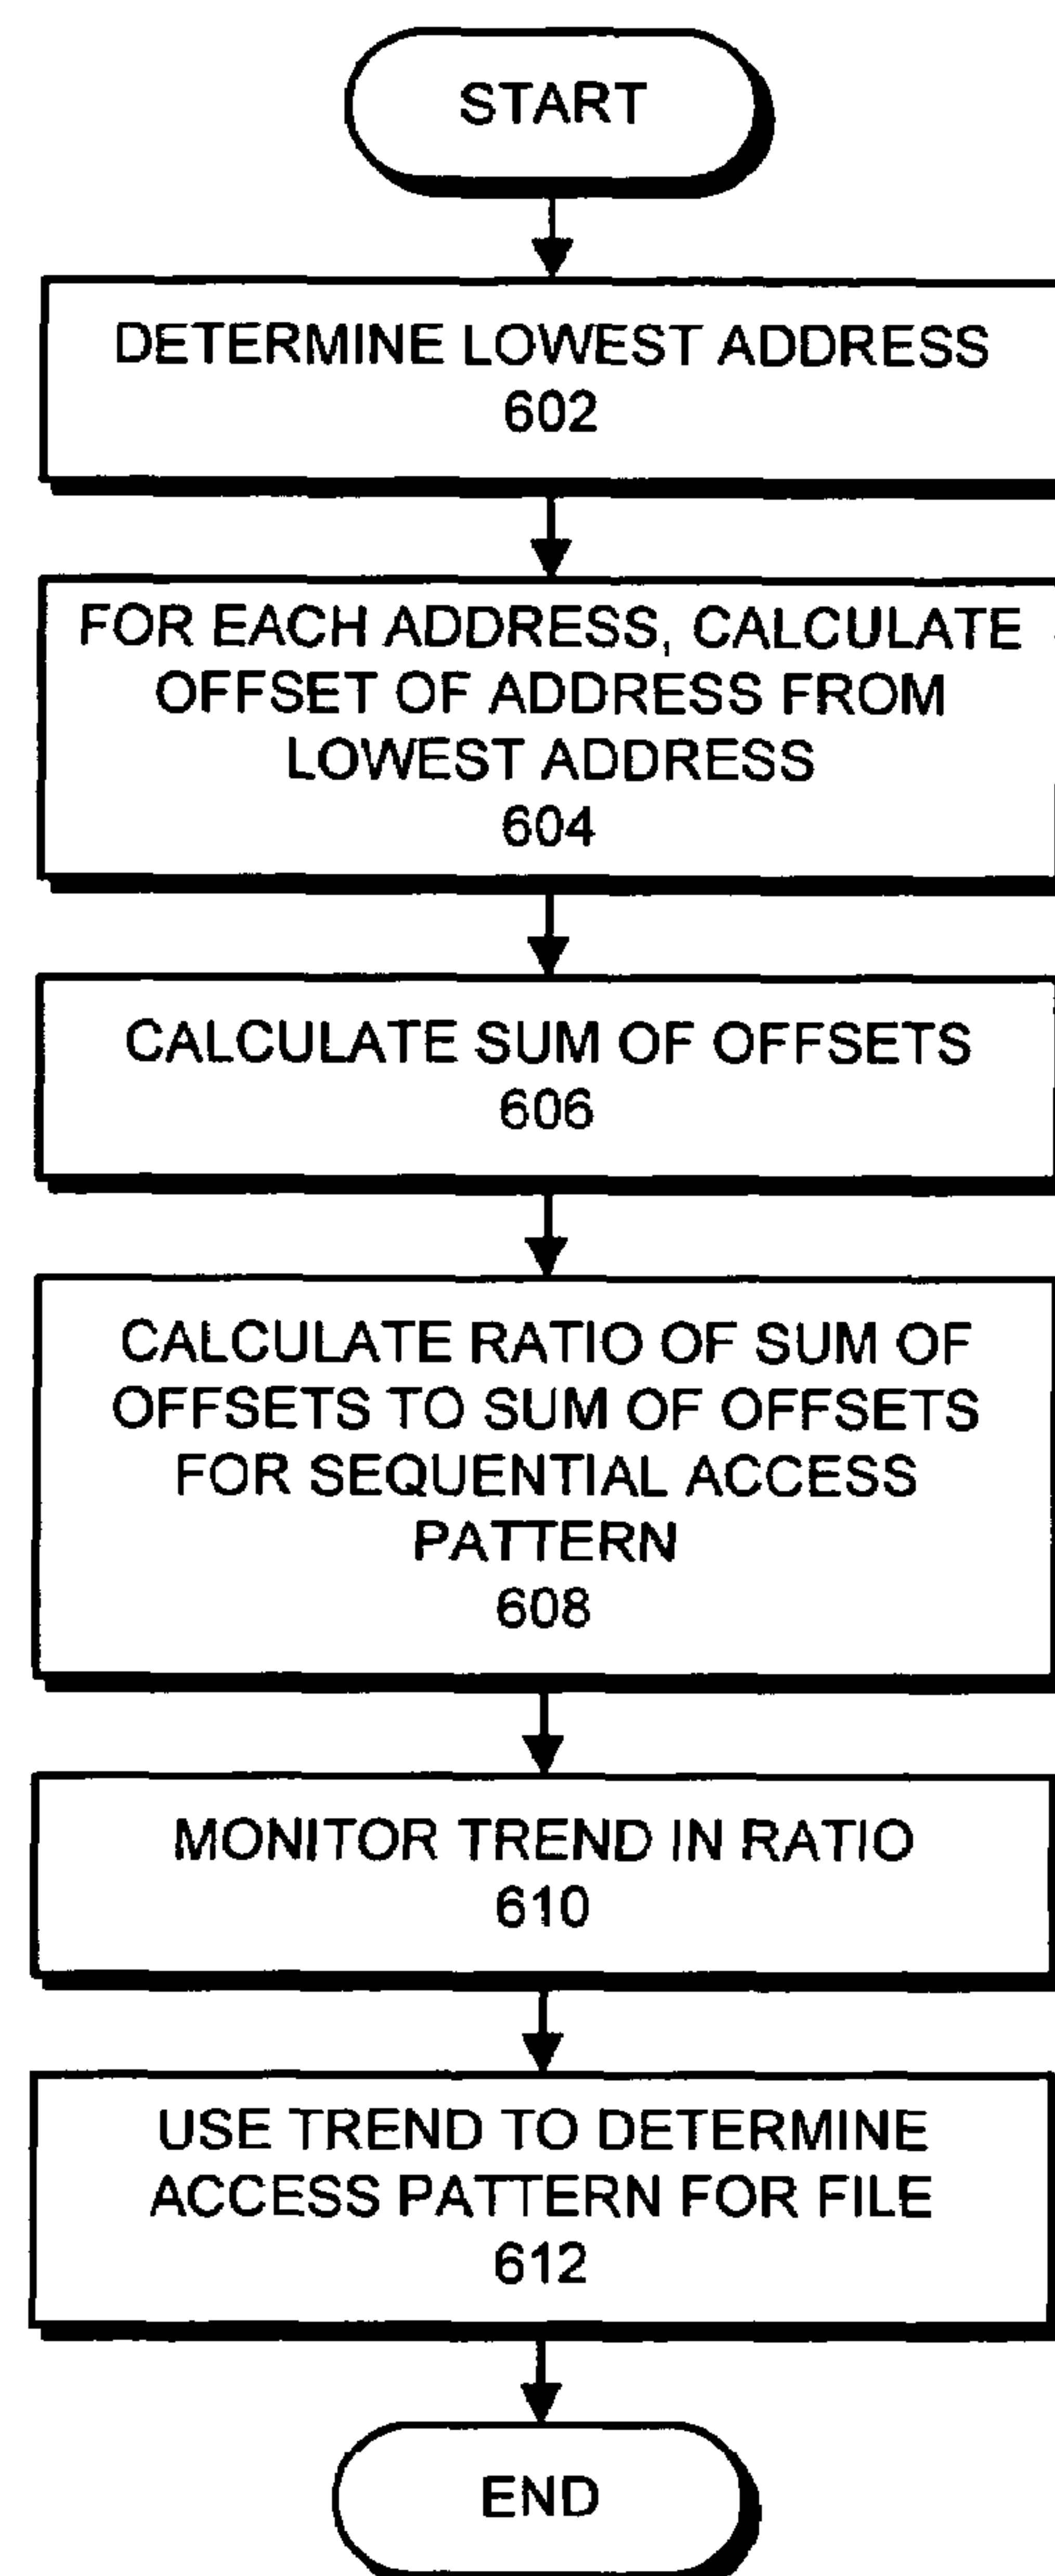 START
DETERMINE LOWEST ADDRESS
602
FOR EACH ADDRESS, CALCULATE
OFFSET OF ADDRESS FROM
LOWEST ADDRESS
604
CALCULATE SUM OF OFFSETS
606
CALCULATE RATIO OF SUM OF
OFFSETS TO SUM OF OFFSETS
FOR SEQUENTIAL ACCESS
PATTERN
608
MONITOR TREND IN RATIO
610
USE TREND TO DETERMINE
ACCESS PATTERN FOR FILE
612
END